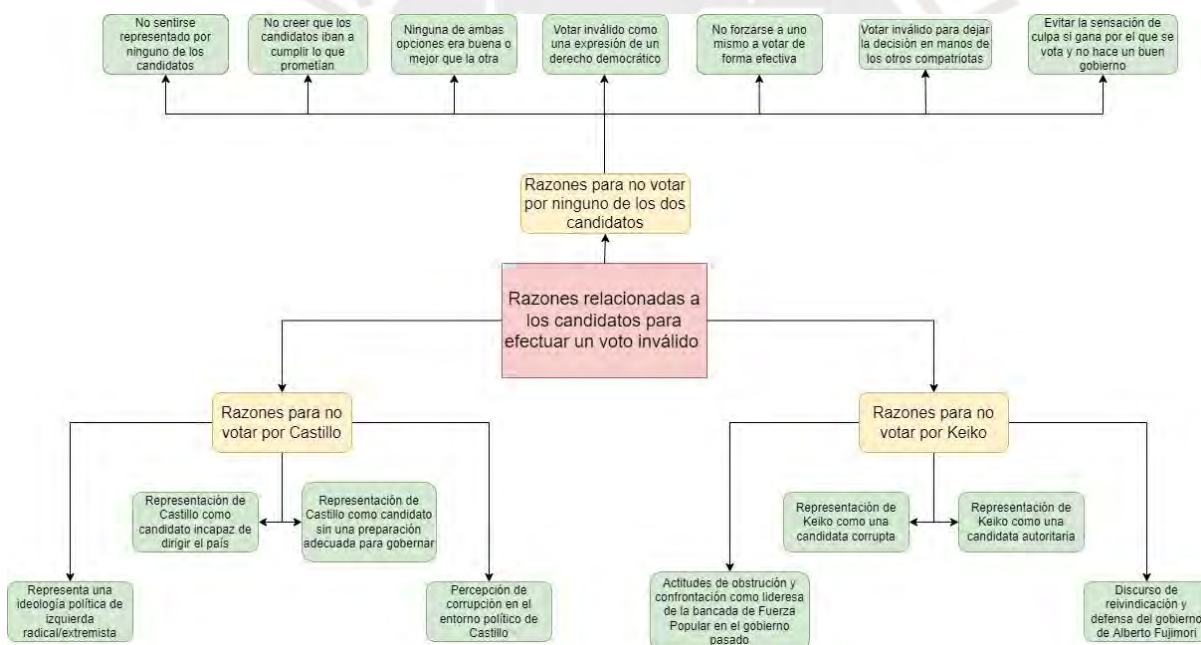 No sentirse
representado por
ninguno de los
candidatos
No creer que los
candidatos iban a
cumplir lo que
prometían
Ninguna de ambas
opciones era buena o
mejor que la otra
Votar inválido como
una expresión de un
derecho democrático
No forzarse a uno
mismo a votar de
forma efectiva
Votar inválido para dejar
la decisión en manos de
los otros compatriotas
Evitar la sensación de
culpa si gana por el que se
vota y no hace un buen
gobierno
Razones para no votar
por ninguno de los dos
candidatos
Razones relacionadas a
los candidatos para
efectuar un voto inválido
Razones para no
votar por Castillo
Razones para no
votar por Keiko
Representación de
Castillo como
candidato incapaz de
dirigir el país
Representación de
Castillo como candidato
sin una preparación
adecuada para gobernar
Representación de
Keiko como una
candidata corrupta
Representación de
Keiko como una
candidata autoritaria
Representa una
ideología política de
izquierda
radical/extremista
Percepción de
corrupción en el
entorno político de
Castillo
Actitudes de obstrución y
confrontación como lideresa
de la bancada de Fuerza
Popular en el gobierno
pasado
Discurso de
reivindicación y
defensa del gobierno
de Alberto Fujimori